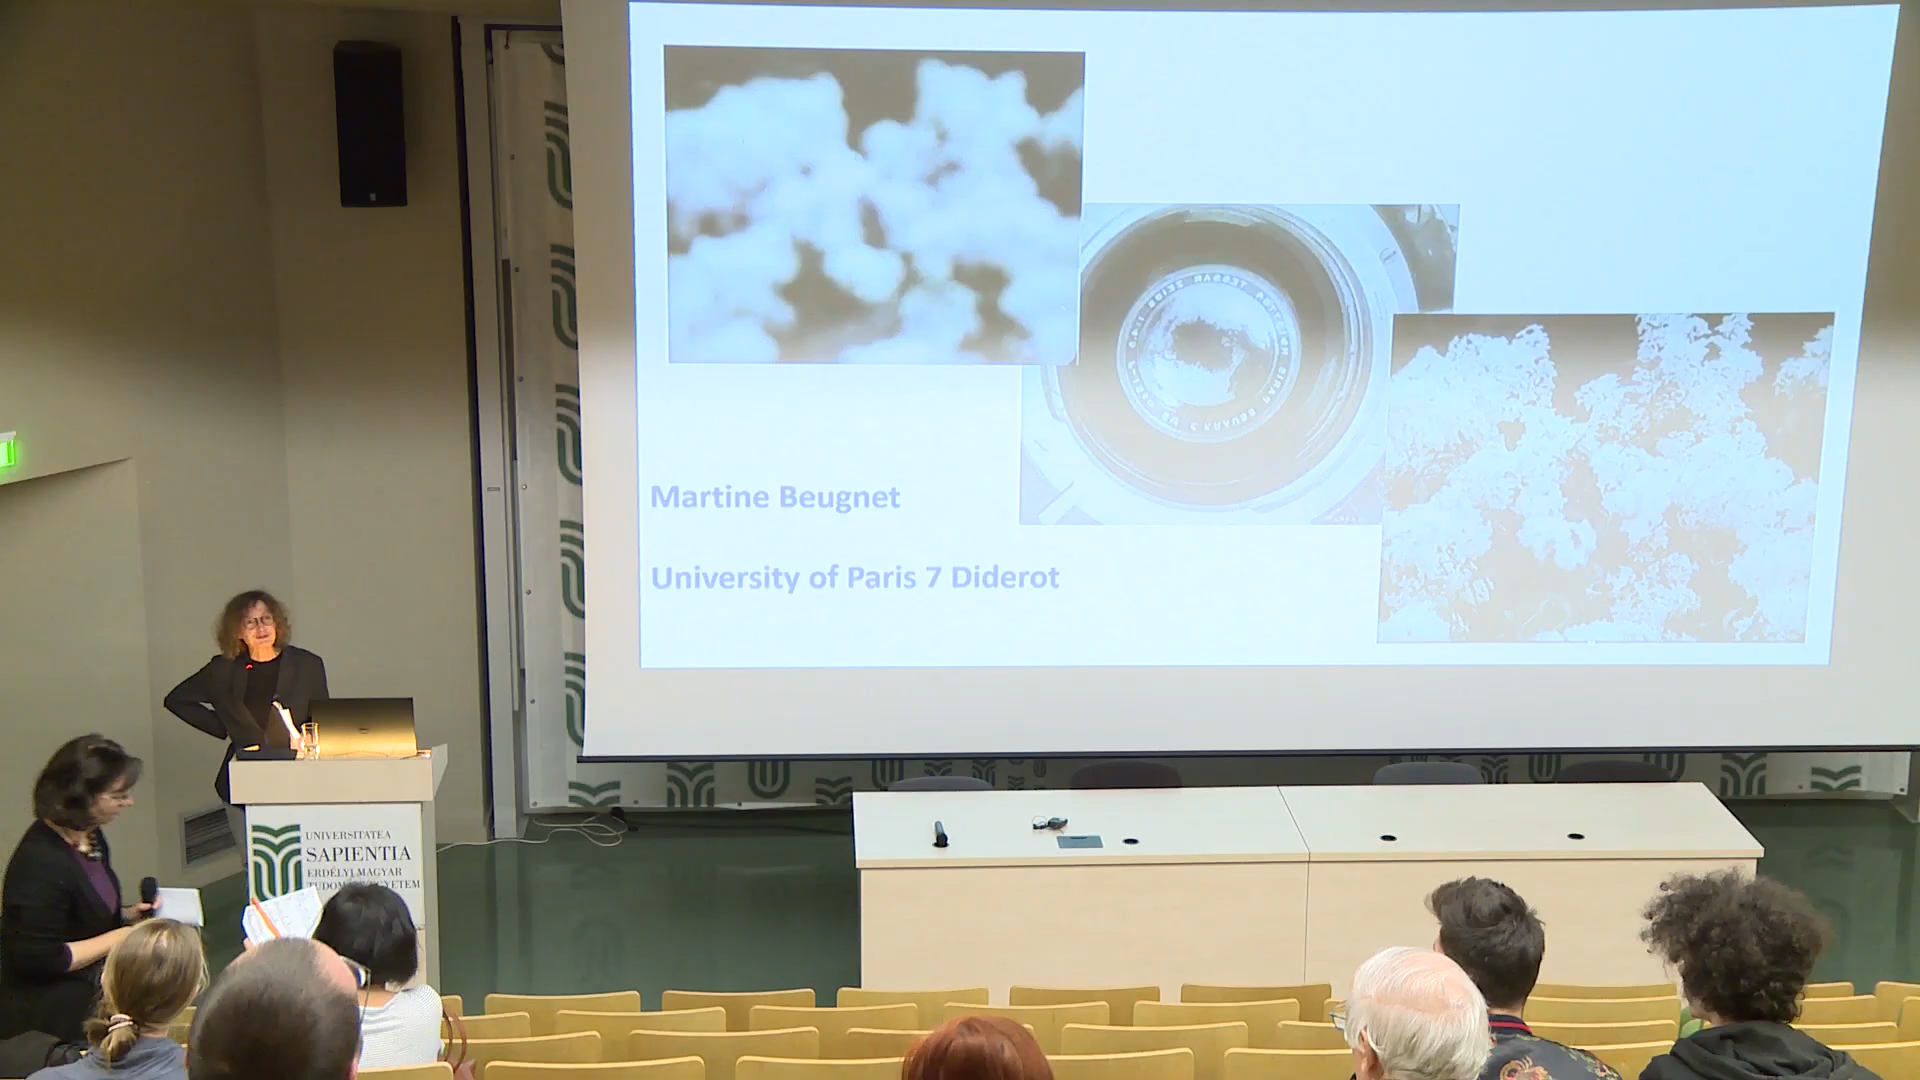 Martine Beugnet
University of Paris 7 Diderot
UNIVERSITATEA
SAPIENTIA
ERDÉLYI MAGYAR